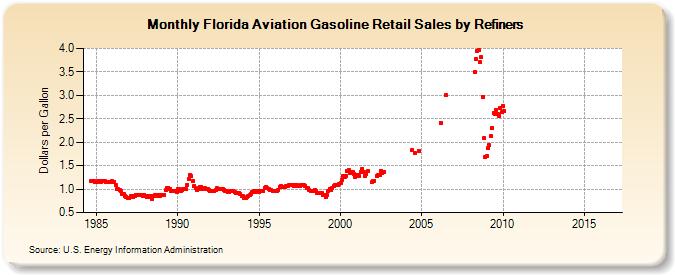 Monthly Florida Aviation Gasoline Retail Sales by Refiners
Dollars per Gallon
4.0
3.5
3.0
2.5
2.0
1.5
1.0
0.5
1985 1990 1995 2000 2005 2010 2015
Source: U.S. Energy Information Administration